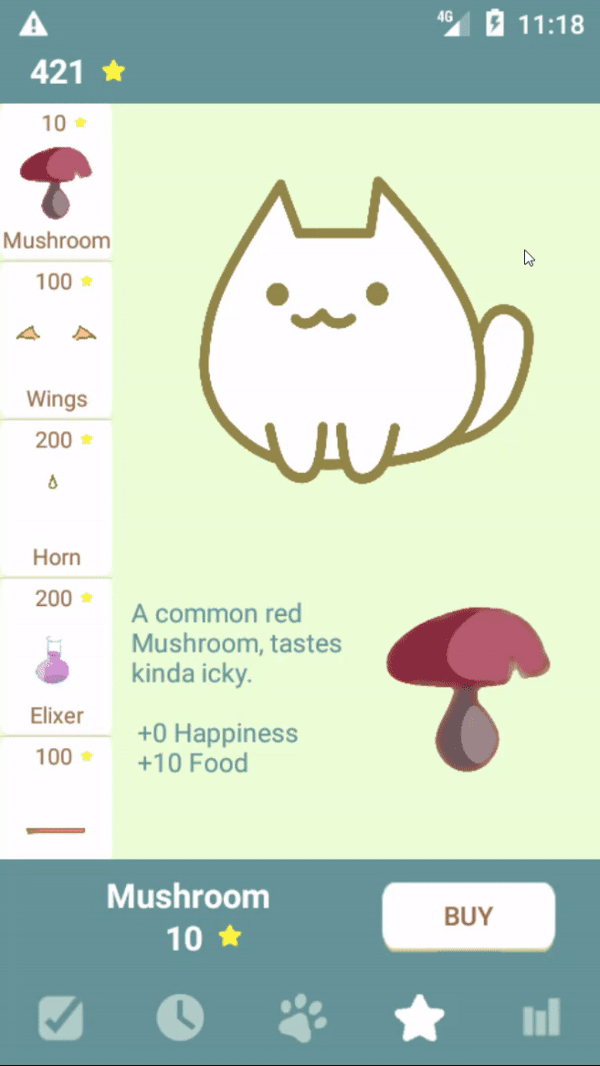 4G 11:18
421
10
Mushroom
100
Wings
200
Horn
200
Elixer
100
A common red
Mushroom, tastes
kinda icky.
+0 Happiness
+10 Food
Mushroom
10
BUY